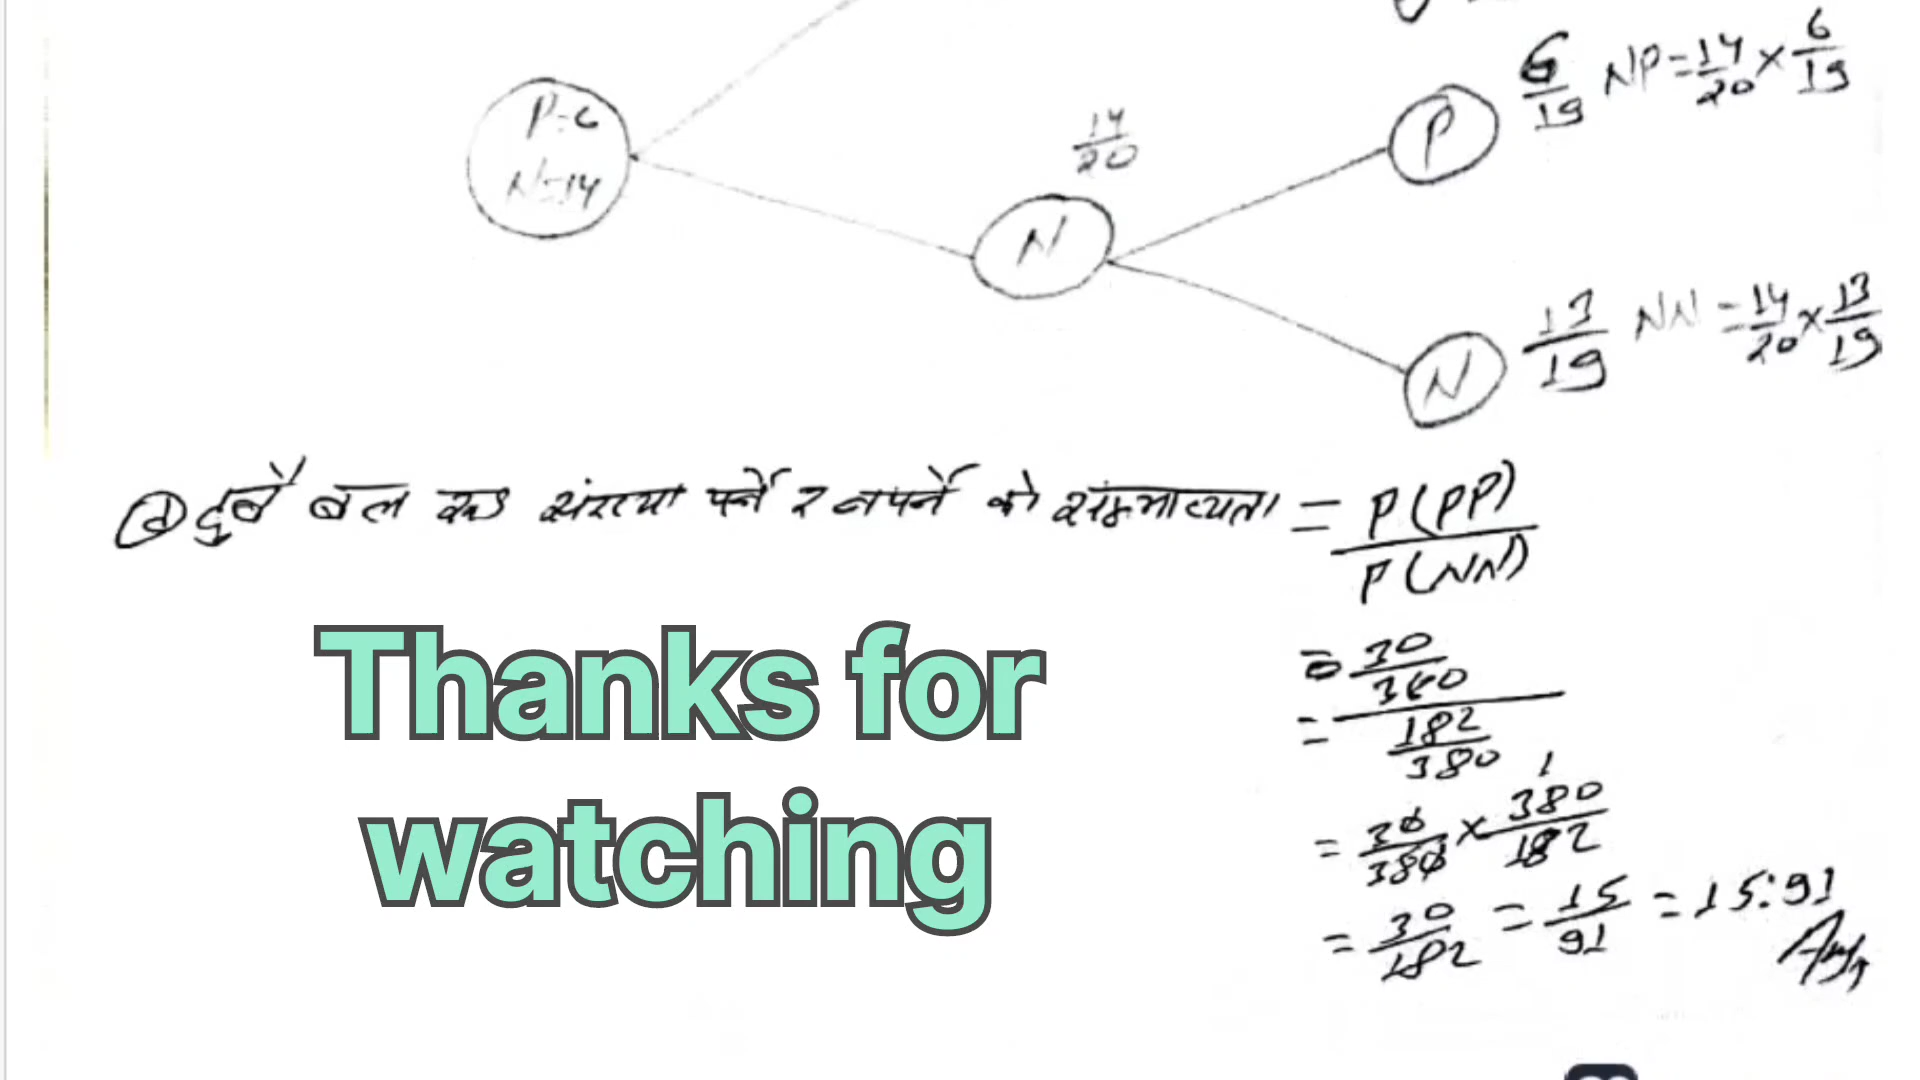 P=6
N=14
14/20
N
P
6/19 NP=14/20×6/19
N
13/19 NN=14/20×13/19
दुवै बल रुढ संख्या पर्ने र नपर्ने को सम्भाव्यता = P(PP)/P(NN)
= 30/380
= 182/380
= 30/380 × 380/182
1
= 30/182 = 15/91 = 15:91
Ans
Thanks for
watching